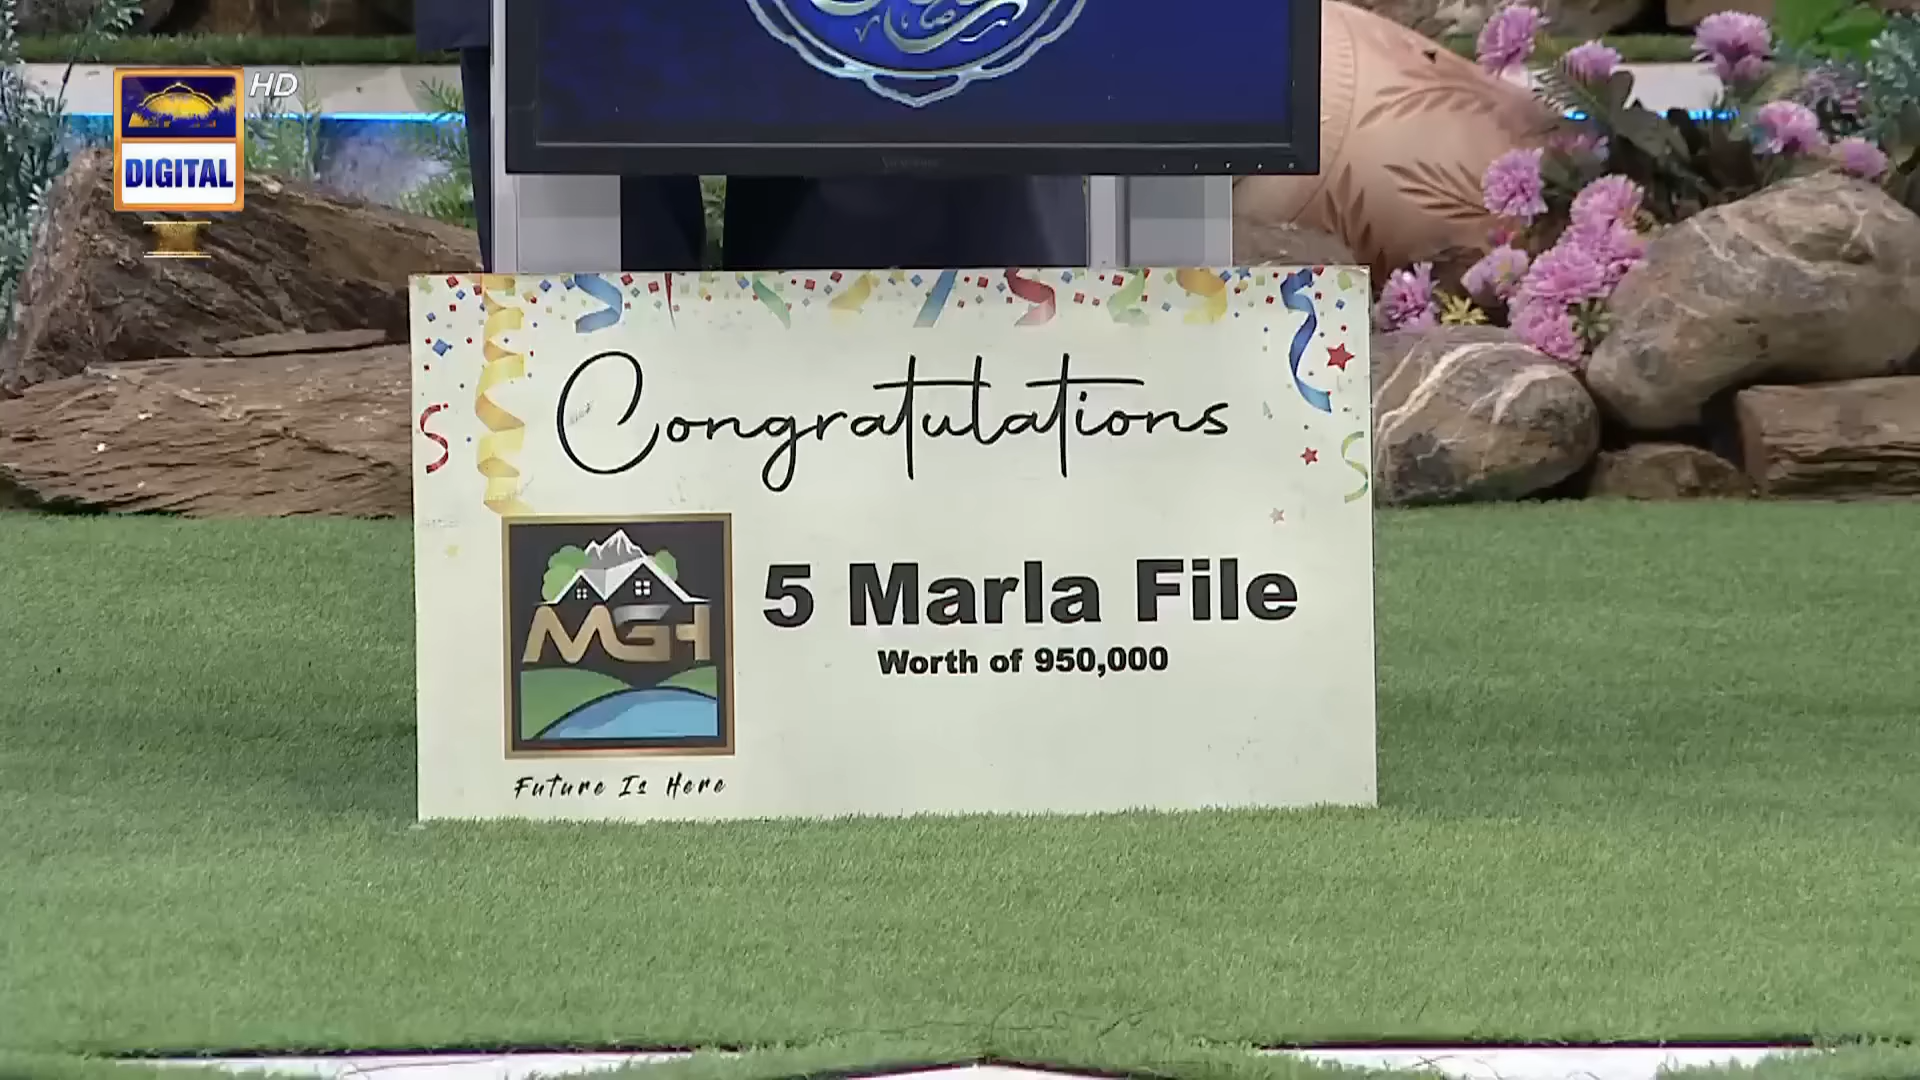 HD
DIGITAL
Congratulations
MGH
5 Marla File
Worth of 950,000
Future Is Here